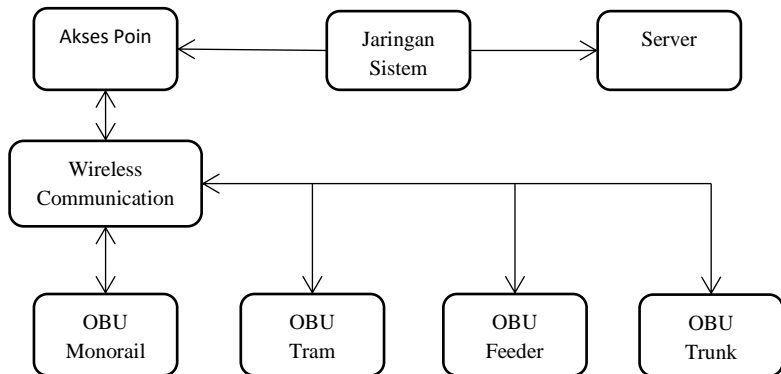 Akses Poin
Jaringan
Sistem
Server
Wireless
Communication
OBU
Monorail
OBU
Tram
OBU
Feeder
OBU
Trunk